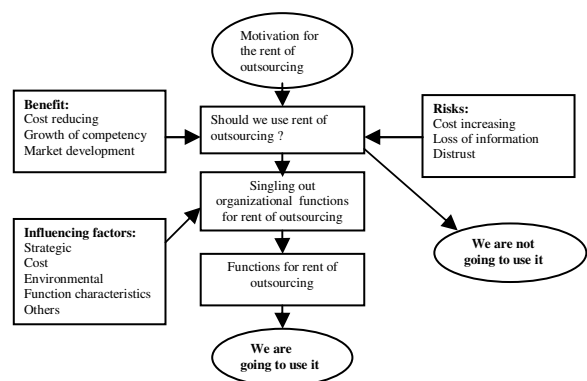 Motivation for
the rent of
outsourcing
Benefit:
Cost reducing
Growth of competency
Market development
Should we use rent of
outsourcing ?
Risks:
Cost increasing
Loss of information
Distrust
Singling out
organizational functions
for rent of outsourcing
Influencing factors:
Strategic
Cost
Environmental
Function characteristics
Others
We are not
going to use it
Functions for rent of
outsourcing
We are
going to use it